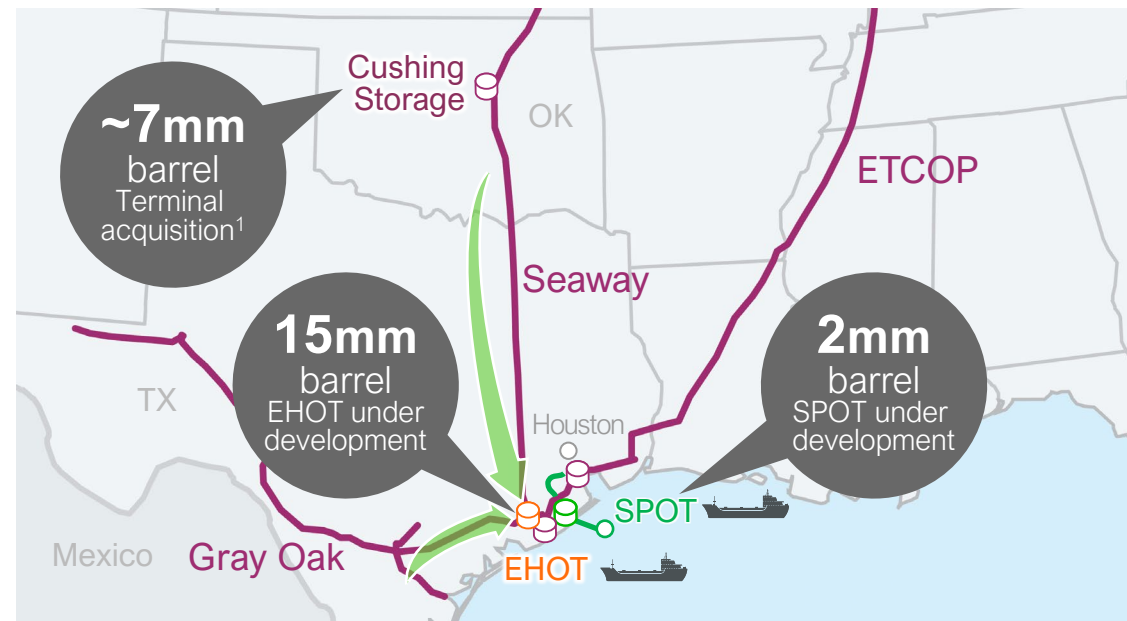 Cushing
Storage
OK
~7mm
barrel
Terminal
acquisition¹
ETCOP
Seaway
15mm
barrel
EHOT under
development
2mm
barrel
SPOT under
development
TX
Houston
SPOT
Mexico
Gray Oak
EHOT